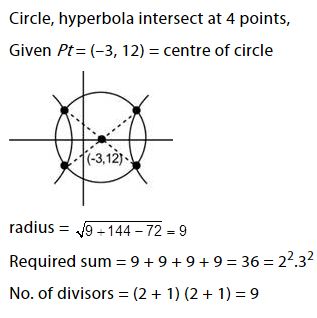 Circle, hyperbola intersect at 4 points,
Given Pt = (–3, 12) = centre of circle
(-3,12)
radius = √9 + 144 – 72 = 9
Required sum = 9 + 9 + 9 + 9 = 36 = 2².3²
No. of divisors = (2 + 1) (2 + 1) = 9